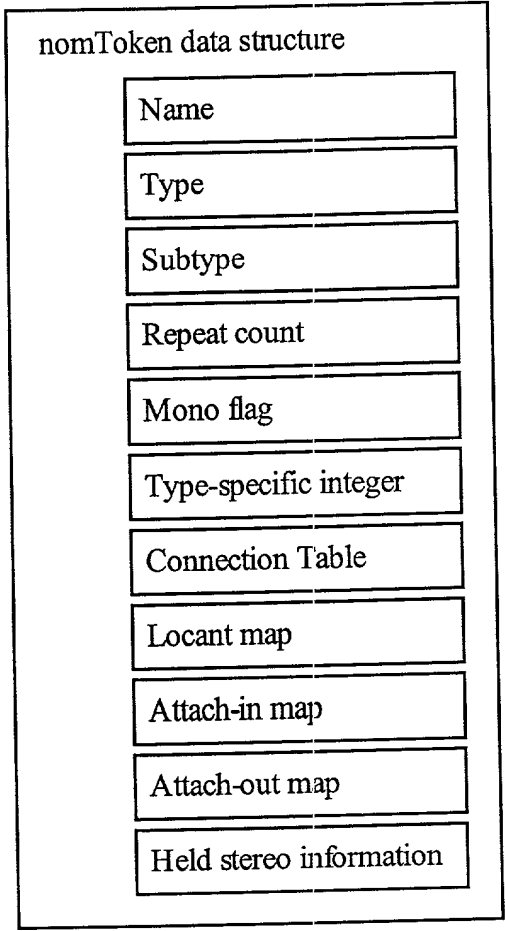 nomToken data structure
Name
Type
Subtype
Repeat count
Mono flag
Type-specific integer
Connection Table
Locant map
Attach-in map
Attach-out map
Held stereo information